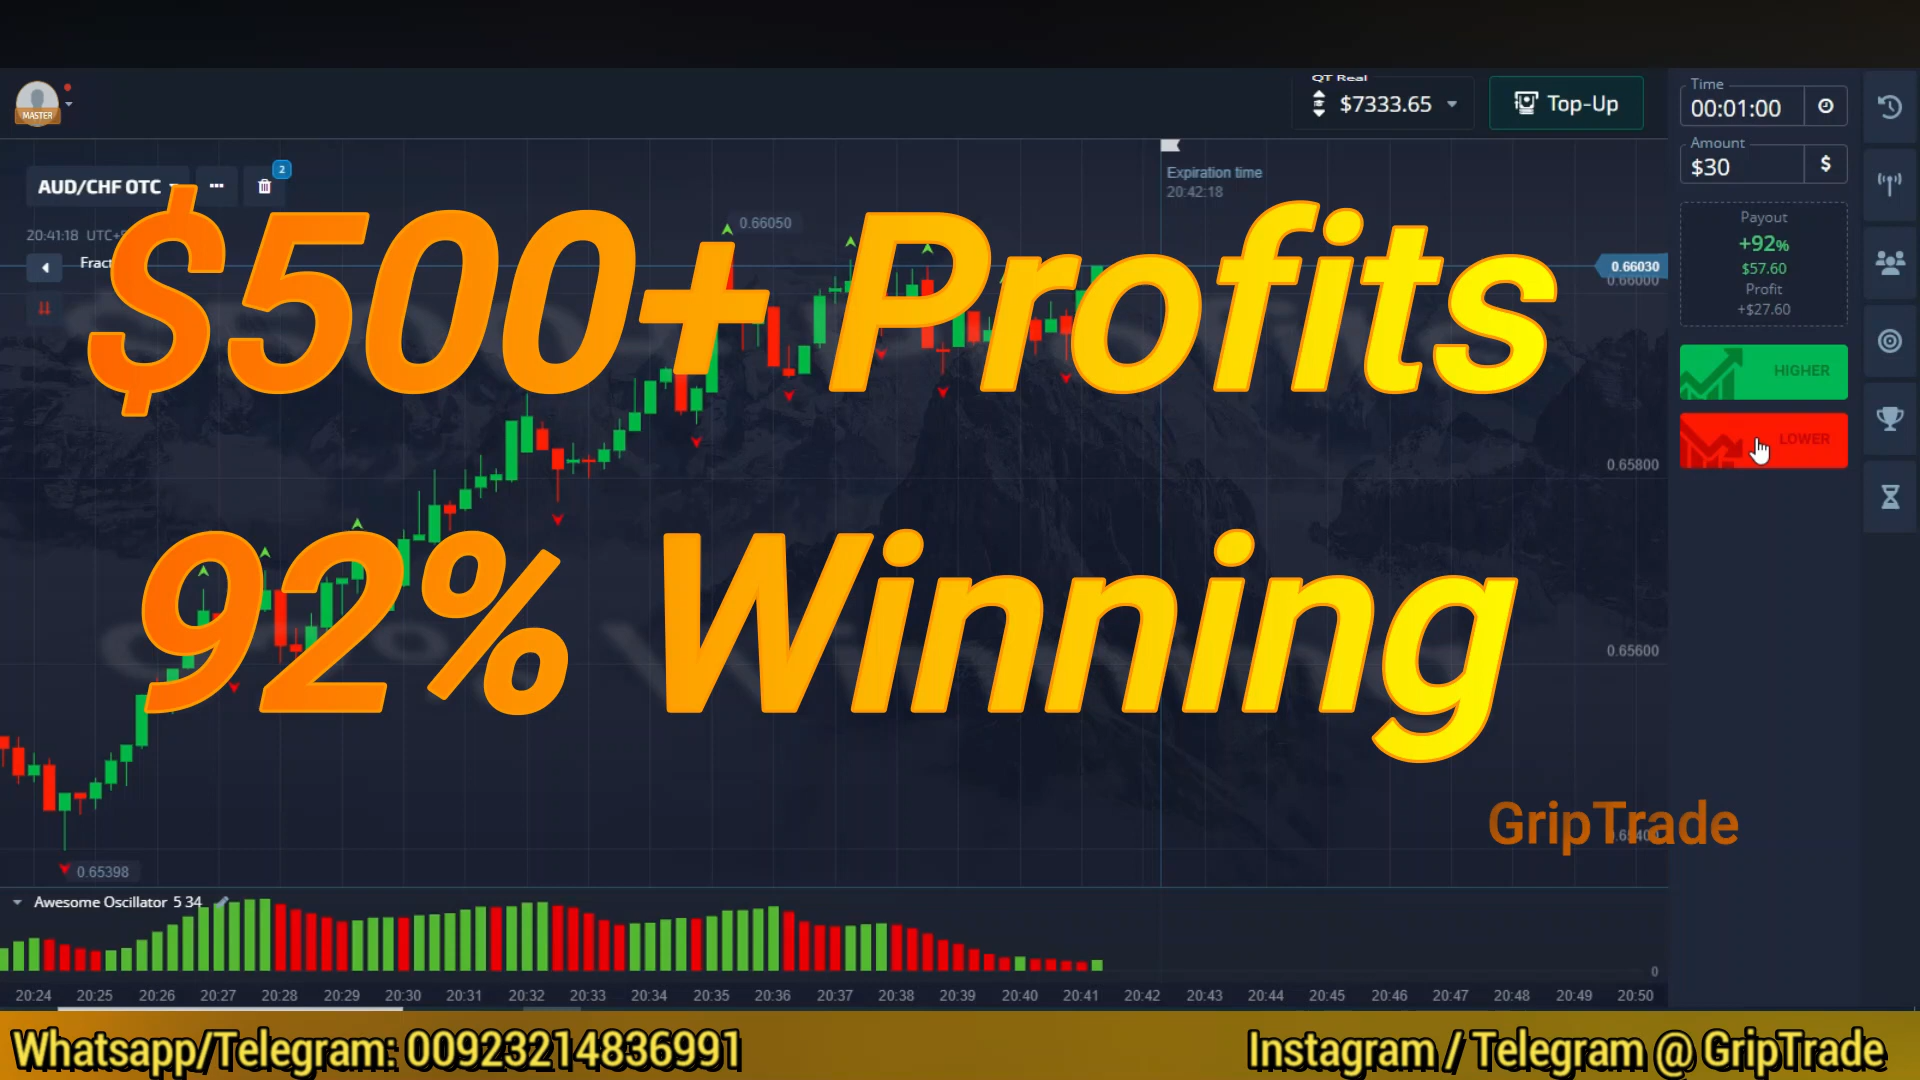 QT Real
$7333.65
Top-Up
Time
00:01:00
Amount
$30
$
MASTER
AUD/CHF OTC
2
20:41:18 UTC+
Fract
Expiration time
20:42:18
0.66050
Payout
+92%
$57.60
Profit
+$27.60
HIGHER
LOWER
$500+ Profits
92% Winning
GripTrade
0.66030
0.66000
0.65800
0.65600
0.65400
0.65398
Awesome Oscillator 5 34
0
20:24 20:25 20:26 20:27 20:28 20:29 20:30 20:31 20:32 20:33 20:34 20:35 20:36 20:37 20:38 20:39 20:40 20:41 20:42 20:43 20:44 20:45 20:46 20:47 20:48 20:49 20:50
Whatsapp/Telegram: 00923214836991
Instagram / Telegram @ GripTrade